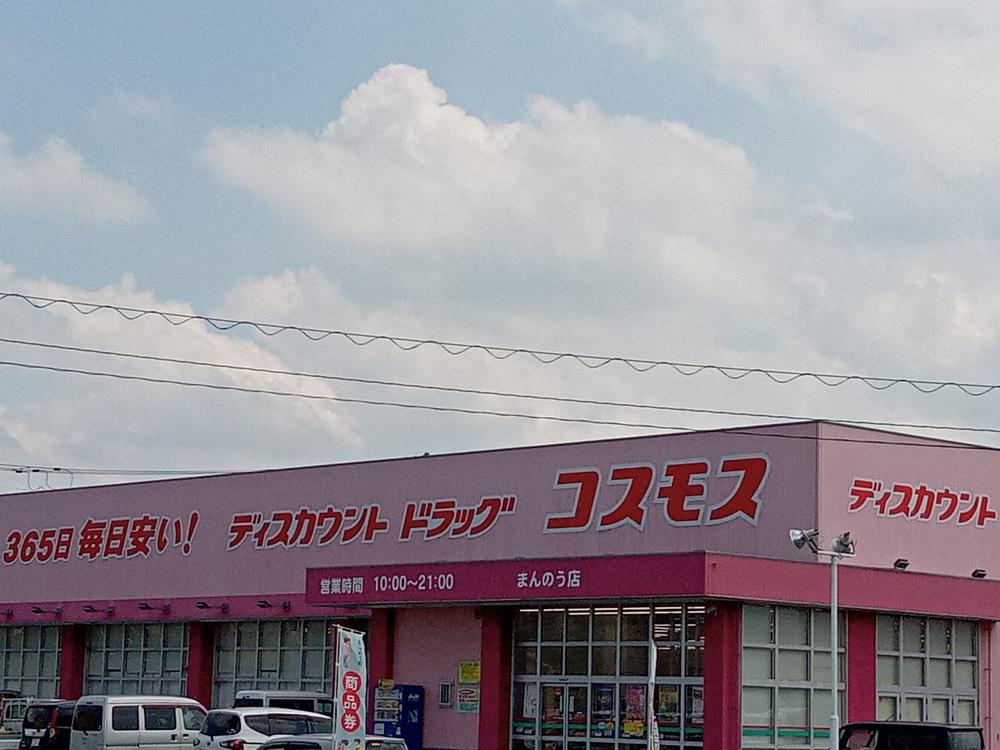 365日 毎日安い! ディスカウント ドラッグ コスモス
ディスカウント
営業時間 10:00~21:00 まんのう店
商品券